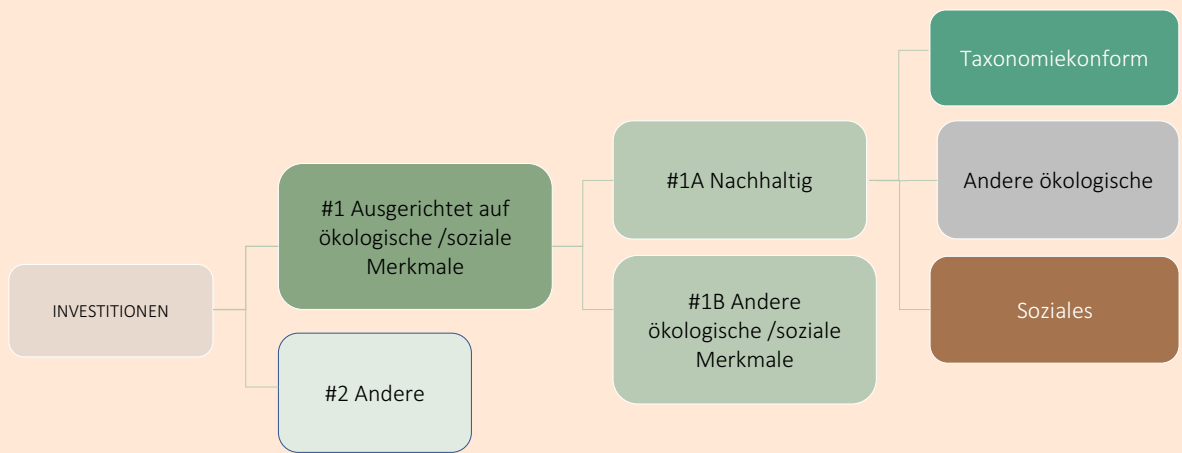 INVESTITIONEN
#1 Ausgerichtet auf
ökologische /soziale
Merkmale
#2 Andere
#1A Nachhaltig
#1B Andere
ökologische /soziale
Merkmale
Taxonomiekonform
Andere ökologische
Soziales